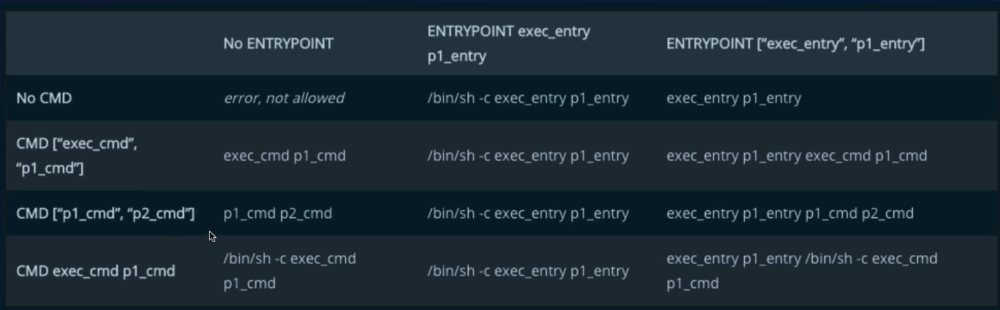 No ENTRYPOINT
ENTRYPOINT exec_entry
p1_entry
ENTRYPOINT [“exec_entry”, “p1_entry”]
No CMD
error, not allowed
/bin/sh -c exec_entry p1_entry
exec_entry p1_entry
CMD [“exec_cmd”,
“p1_cmd”]
exec_cmd p1_cmd
/bin/sh -c exec_entry p1_entry
exec_entry p1_entry exec_cmd p1_cmd
CMD [“p1_cmd”, “p2_cmd”]
p1_cmd p2_cmd
/bin/sh -c exec_entry p1_entry
exec_entry p1_entry p1_cmd p2_cmd
CMD exec_cmd p1_cmd
/bin/sh -c exec_cmd
p1_cmd
/bin/sh -c exec_entry p1_entry
exec_entry p1_entry /bin/sh -c exec_cmd
p1_cmd